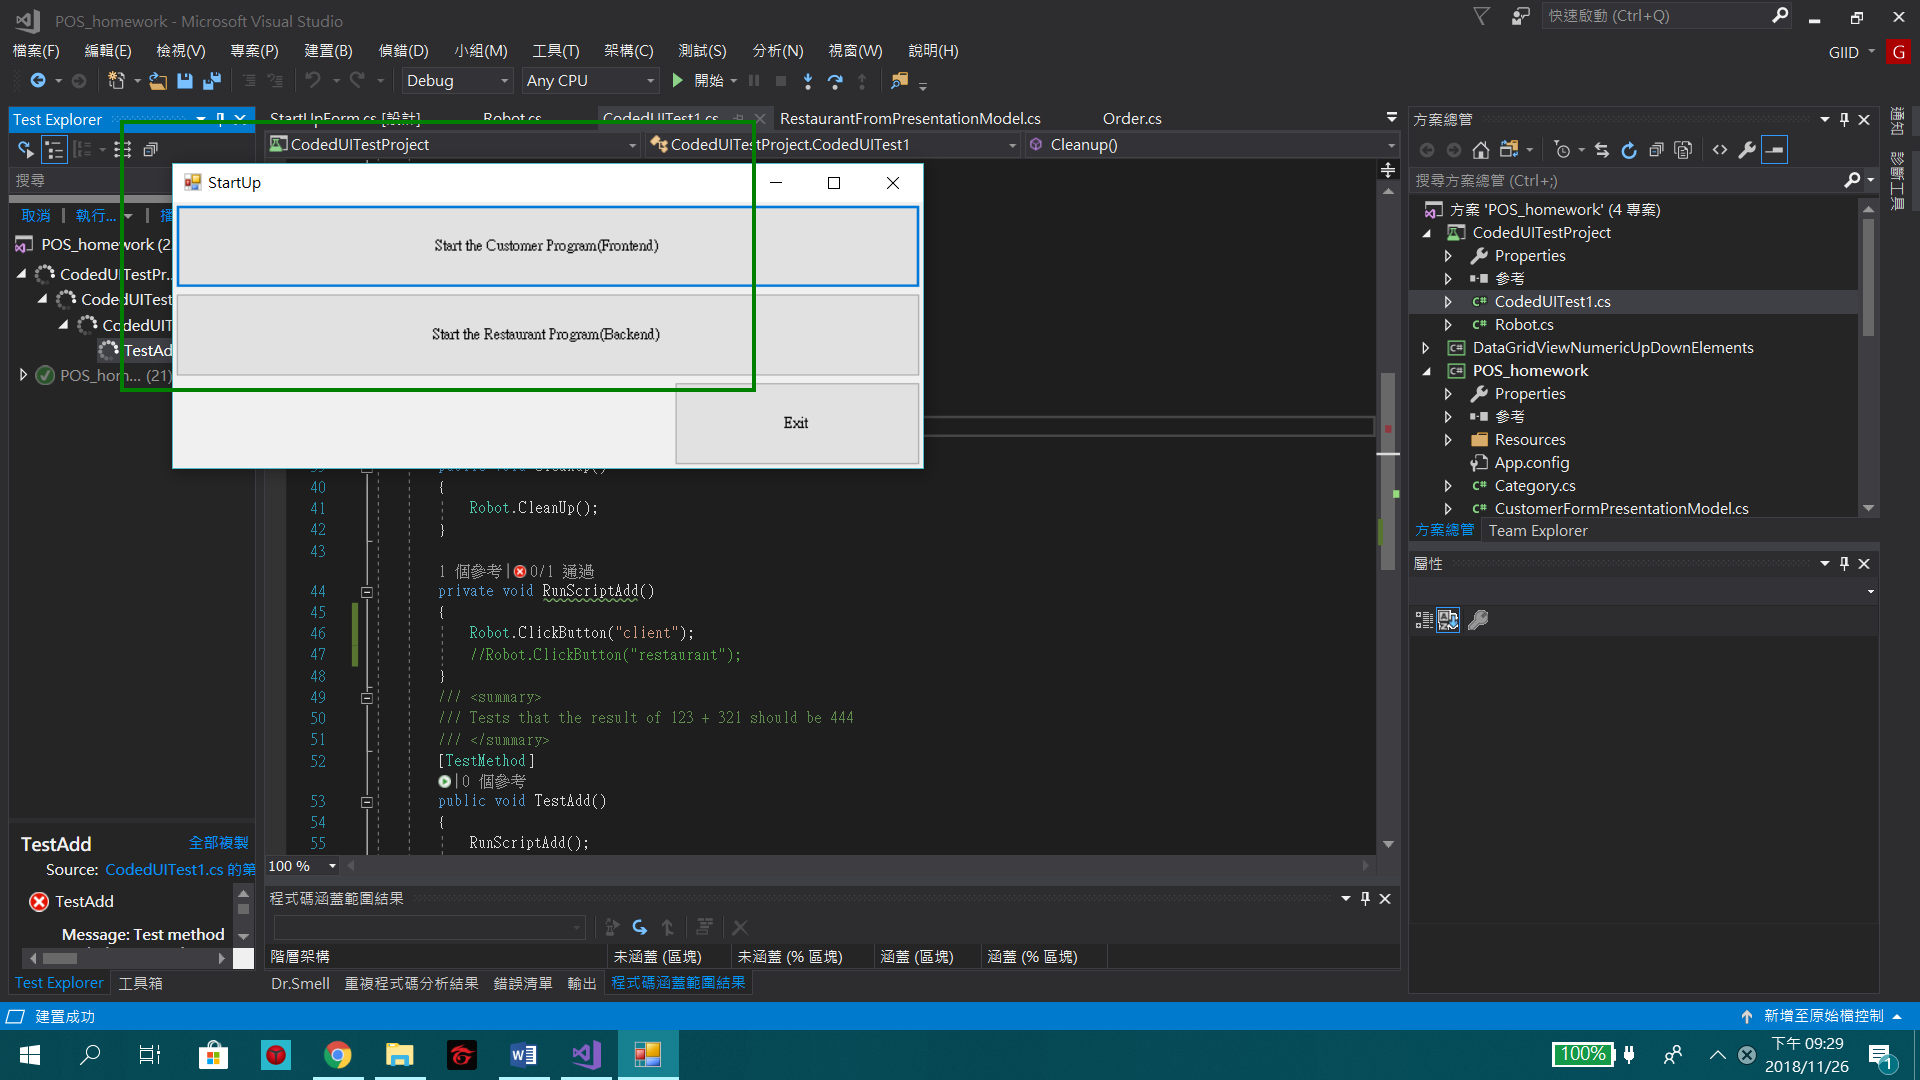 POS_homework - Microsoft Visual Studio
快速啟動 (Ctrl+Q)
檔案(F) 編輯(E) 檢視(V) 專案(P) 建置(B) 偵錯(D) 小組(M) 工具(T) 架構(C) 測試(S) 分析(N) 視窗(W) 說明(H)
GIID G
Debug Any CPU 開始
Test Explorer
StartUpForm.cs [設計] Robot.cs CodedUITest1.cs RestaurantFromPresentationModel.cs Order.cs
CodedUITestProject CodedUITestProject.CodedUITest1 Cleanup()
搜尋
取消 執行...
POS_homework (2
CodedUITestPr...
CodedUITest
CodedUIT
TestAd
POS_hom... (21)
StartUp
Start the Customer Program(Frontend)
Start the Restaurant Program(Backend)
Exit
40 {
41 Robot.CleanUp();
42 }
43
1 個參考 | 0/1 通過
44 private void RunScriptAdd()
45 {
46 Robot.ClickButton("client");
47 //Robot.ClickButton("restaurant");
48 }
49 /// <summary>
50 /// Tests that the result of 123 + 321 should be 444
51 /// </summary>
52 [TestMethod]
|0 個參考
53 public void TestAdd()
54 {
55 RunScriptAdd();
100 %
TestAdd 全部複製
Source: CodedUITest1.cs 的第
TestAdd
Message: Test method
Test Explorer 工具箱
程式碼涵蓋範圍結果
階層架構 未涵蓋 (區塊) 未涵蓋 (% 區塊) 涵蓋 (區塊) 涵蓋 (% 區塊)
Dr.Smell 重複程式碼分析結果 錯誤清單 輸出 程式碼涵蓋範圍結果
方案總管
搜尋方案總管 (Ctrl+;)
方案 'POS_homework' (4 專案)
CodedUITestProject
Properties
參考
CodedUITest1.cs
Robot.cs
DataGridViewNumericUpDownElements
POS_homework
Properties
參考
Resources
App.config
Category.cs
CustomerFormPresentationModel.cs
方案總管 Team Explorer
屬性
通知
診斷工具
建置成功
新增至原始檔控制
100%
下午 09:29
2018/11/26
1